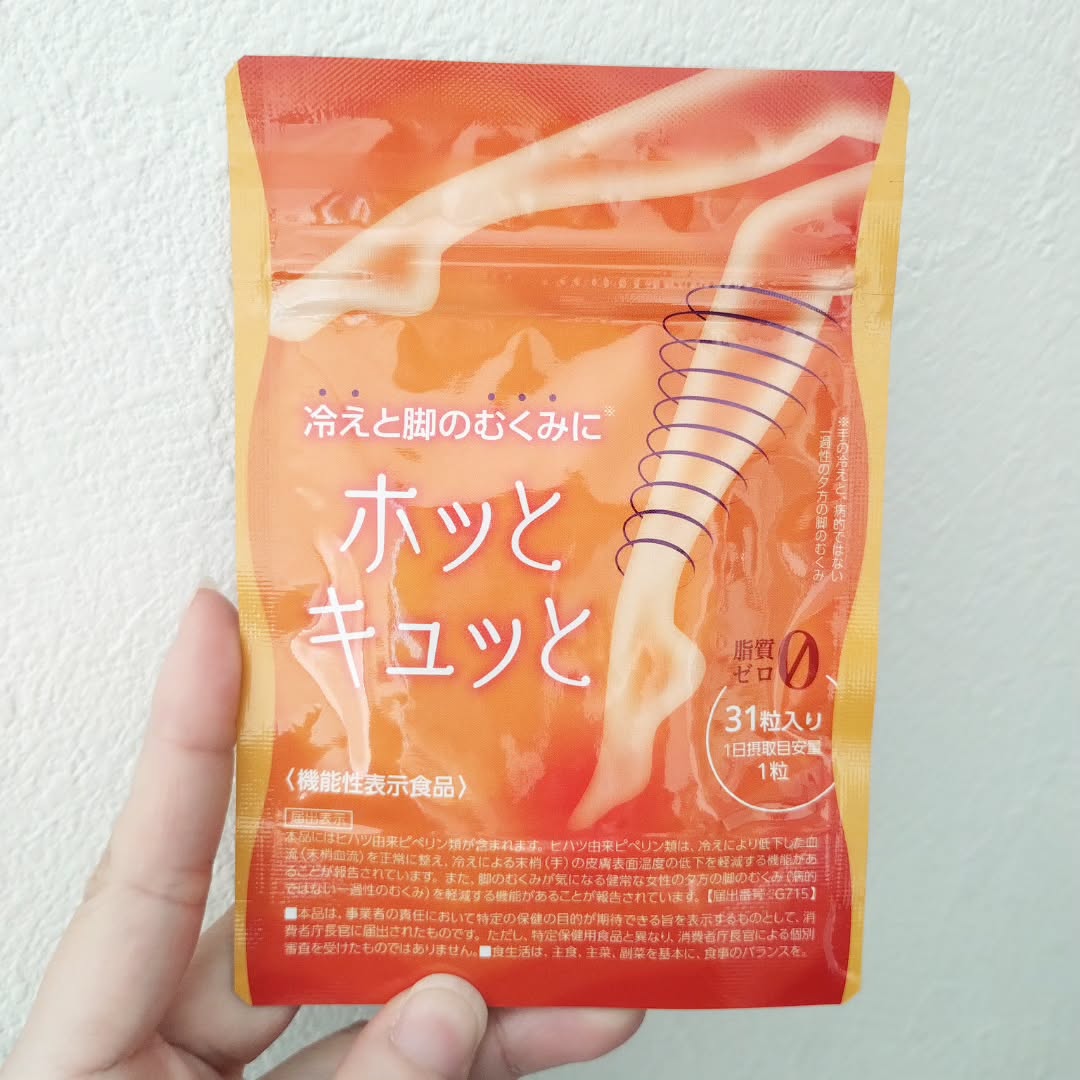 冷えと脚のむくみに※
ホッと
キュッと
※手の冷えと、病的ではない
一過性の夕方の脚のむくみ
脂質
ゼロ0
31粒入り
1日摂取目安量
1粒
〈機能性表示食品〉
届出表示
本品にはヒハツ由来ピペリン類が含まれます。ヒハツ由来ピペリン類は、冷えにより低下した血
流(末梢血流)を正常に整え、冷えによる末梢(手)の皮膚表面温度の低下を軽減する機能があ
ることが報告されています。また、脚のむくみが気になる健常な女性の夕方の脚のむくみ(病的
ではない一過性のむくみ)を軽減する機能があることが報告されています。【届出番号:G715】
■本品は、事業者の責任において特定の保健の目的が期待できる旨を表示するものとして、消
費者庁長官に届出されたものです。ただし、特定保健用食品と異なり、消費者庁長官による個別
審査を受けたものではありません。■食生活は、主食、主菜、副菜を基本に、食事のバランスを。